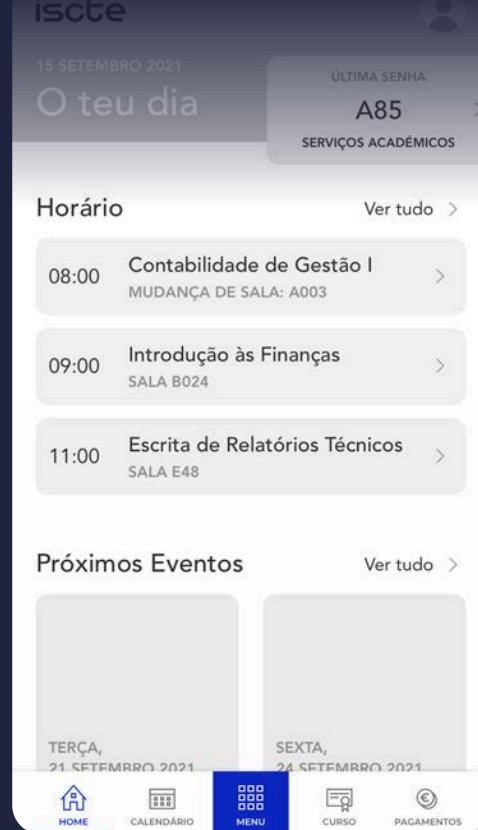 iscte
15 SETEMBRO 2021
O teu dia
ÚLTIMA SENHA
A85
SERVIÇOS ACADÉMICOS
Horário
Ver tudo
08:00
Contabilidade de Gestão I
MUDANÇA DE SALA: A003
09:00
Introdução às Finanças
SALA B024
11:00
Escrita de Relatórios Técnicos
SALA E48
Próximos Eventos
Ver tudo
TERÇA,
21 SETEMBRO 2021
SEXTA,
24 SETEMBRO 2021
HOME
CALENDÁRIO
MENU
CURSO
PAGAMENTOS